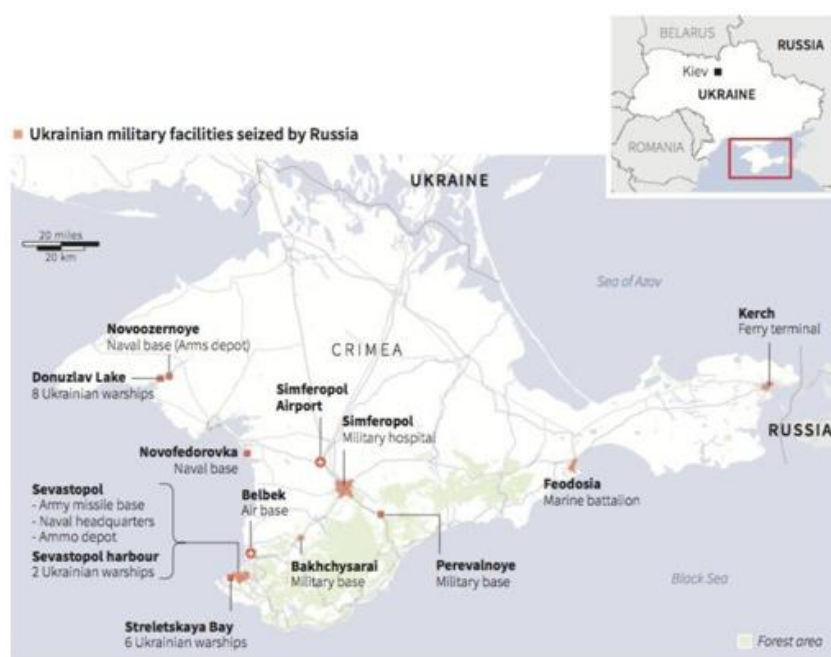 BELARUS
RUSSIA
Kiev
UKRAINE
ROMANIA
Ukrainian military facilities seized by Russia
UKRAINE
20 miles
20 km
Sea of Azov
Novoozernoye
Naval base (Arms depot)
Kerch
Ferry terminal
CRIMEA
Donuzlav Lake
8 Ukrainian warships
Simferopol
Airport
Simferopol
Military hospital
RUSSIA
Novofedorovka
Naval base
Feodosia
Marine battalion
Sevastopol
- Army missile base
- Naval headquarters
- Ammo depot
Belbek
Air base
Sevastopol harbour
2 Ukrainian warships
Bakhchysarai
Military base
Perevalnoye
Military base
Black Sea
Streletskaya Bay
6 Ukrainian warships
Forest area